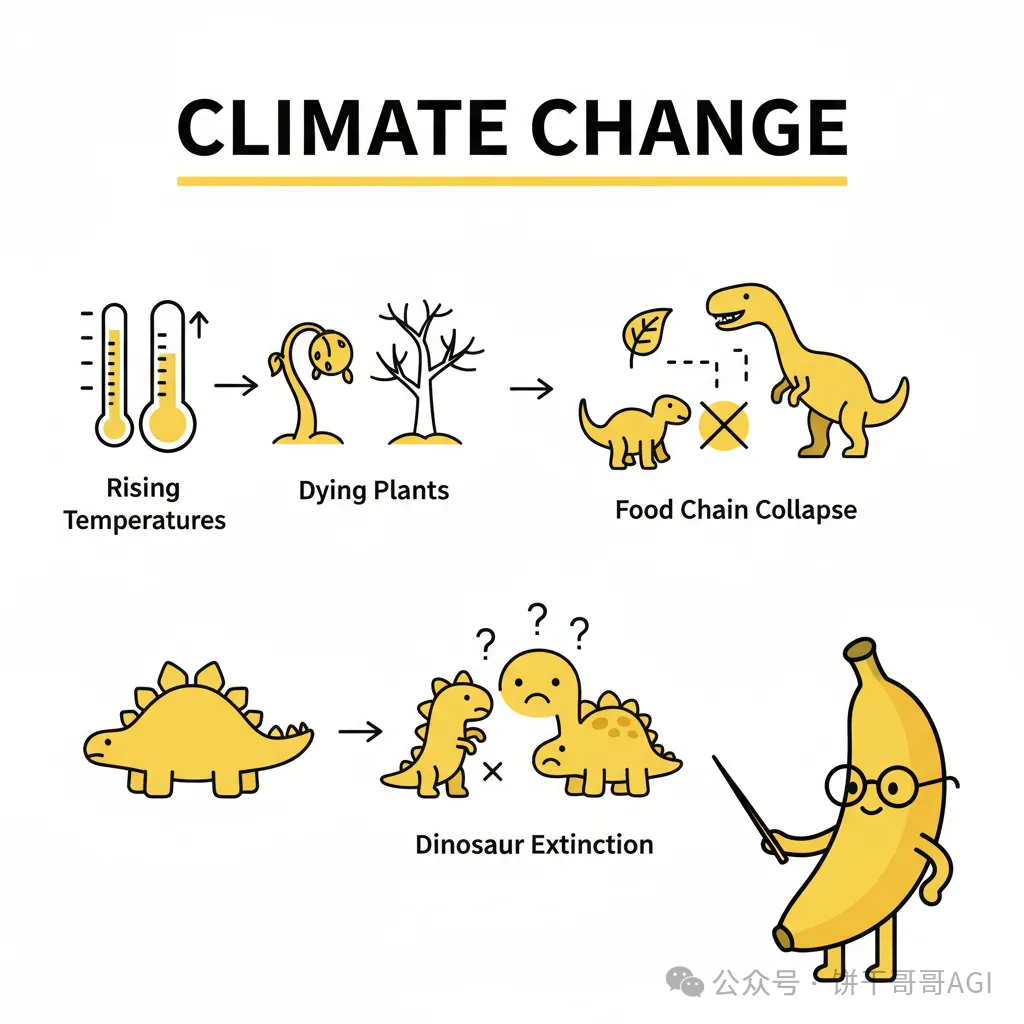 CLIMATE CHANGE
Rising
Temperatures
Dying Plants
Food Chain Collapse
? ? ?
Dinosaur Extinction
公众号 · 饼干哥哥AGI